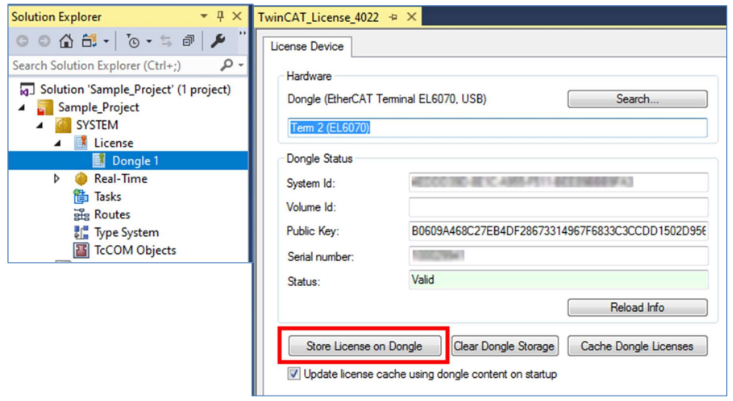 Solution Explorer
Search Solution Explorer (Ctrl+;)
Solution 'Sample_Project' (1 project)
Sample_Project
SYSTEM
License
Dongle 1
Real-Time
Tasks
Routes
Type System
TcCOM Objects
TwinCAT_License_4022
License Device
Hardware
Dongle (EtherCAT Terminal EL6070, USB)
Search...
Term 2 (EL6070)
Dongle Status
System Id:
Volume Id:
Public Key: B0609A468C27EB4DF28673314967F6833C3CCDD1502D956
Serial number:
Status: Valid
Reload Info
Store License on Dongle Clear Dongle Storage Cache Dongle Licenses
Update license cache using dongle content on startup